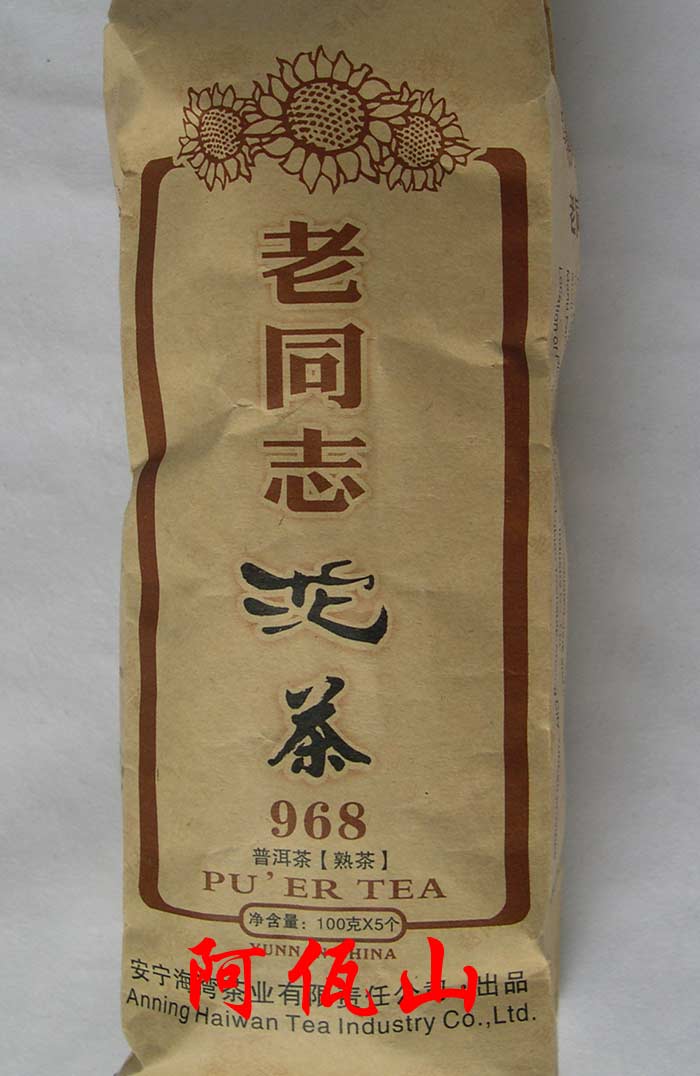 老同志
沱茶
968
普洱茶【熟茶】
PU'ER TEA
净含量：100克X5个
阿佤山
安宁海湾茶业有限责任公司·出品
Anning Haiwan Tea Industry Co.,Ltd.